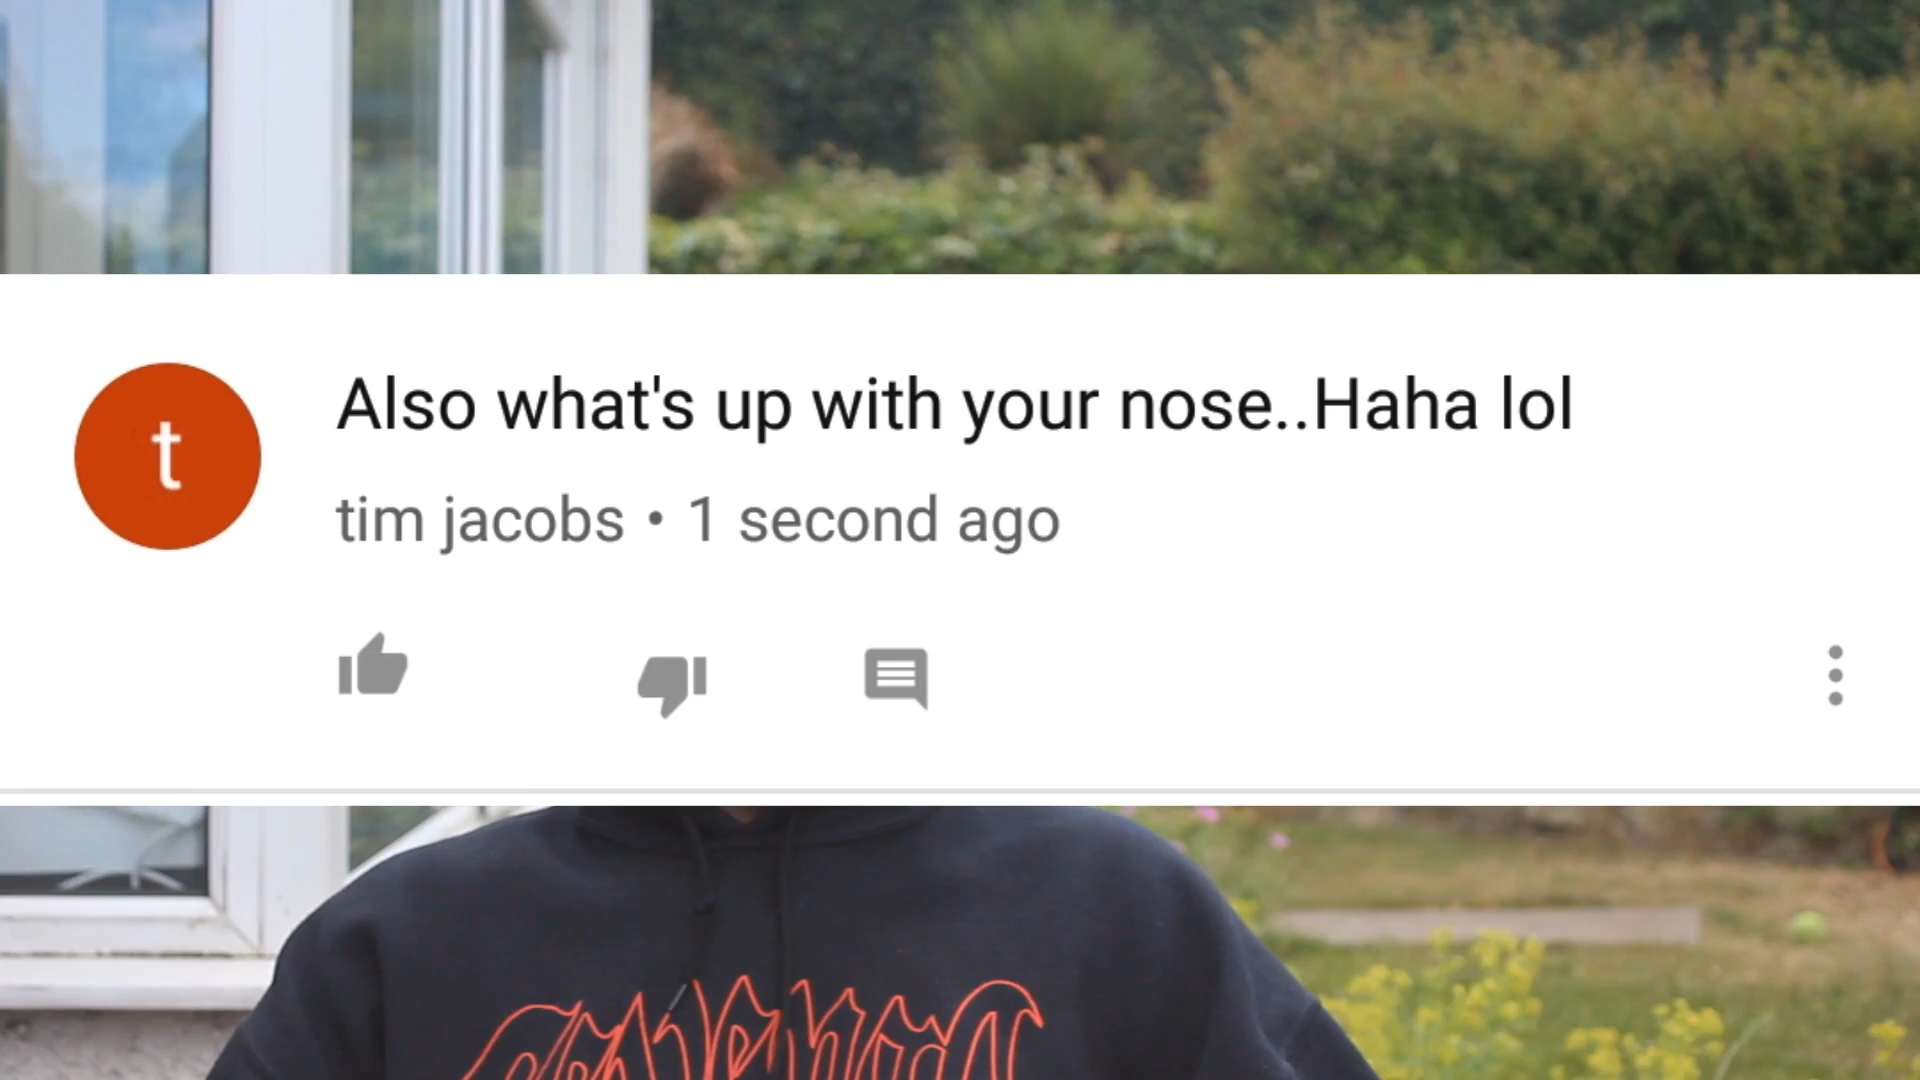 t
Also what's up with your nose..Haha lol
tim jacobs • 1 second ago